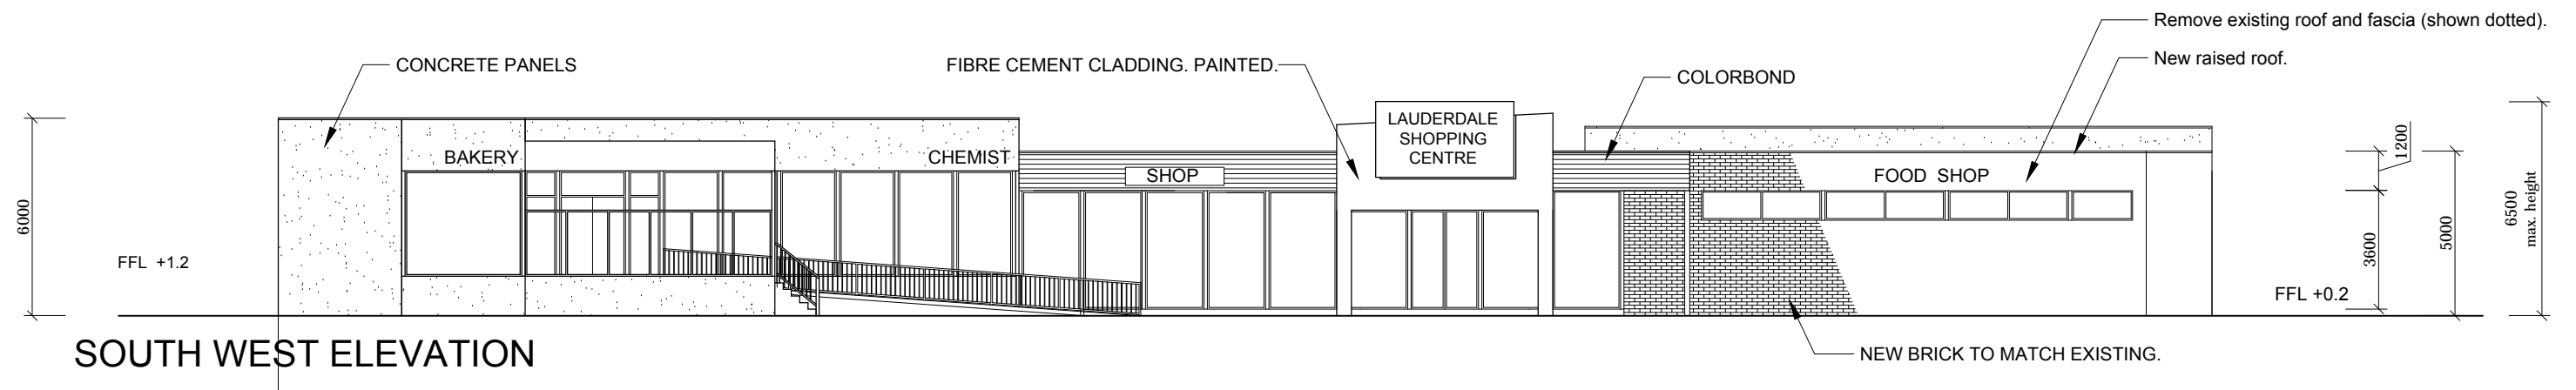 Remove existing roof and fascia (shown dotted).
New raised roof.
CONCRETE PANELS
FIBRE CEMENT CLADDING. PAINTED.
COLORBOND
LAUDERDALE
SHOPPING
CENTRE
BAKERY
CHEMIST
SHOP
FOOD SHOP
6000
1200
3600
5000
6500
max. height
FFL +1.2
FFL +0.2
SOUTH WEST ELEVATION
NEW BRICK TO MATCH EXISTING.